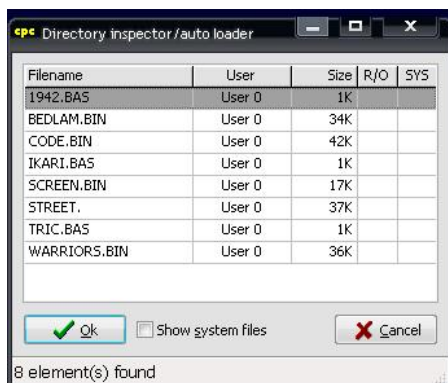 cpc Directory inspector/auto loader
Filename User Size R/O SYS
1942.BAS User 0 1K
BEDLAM.BIN User 0 34K
CODE.BIN User 0 42K
IKARI.BAS User 0 1K
SCREEN.BIN User 0 17K
STREET. User 0 37K
TRIC.BAS User 0 1K
WARRIORS.BIN User 0 36K
Ok Show system files Cancel
8 element(s) found